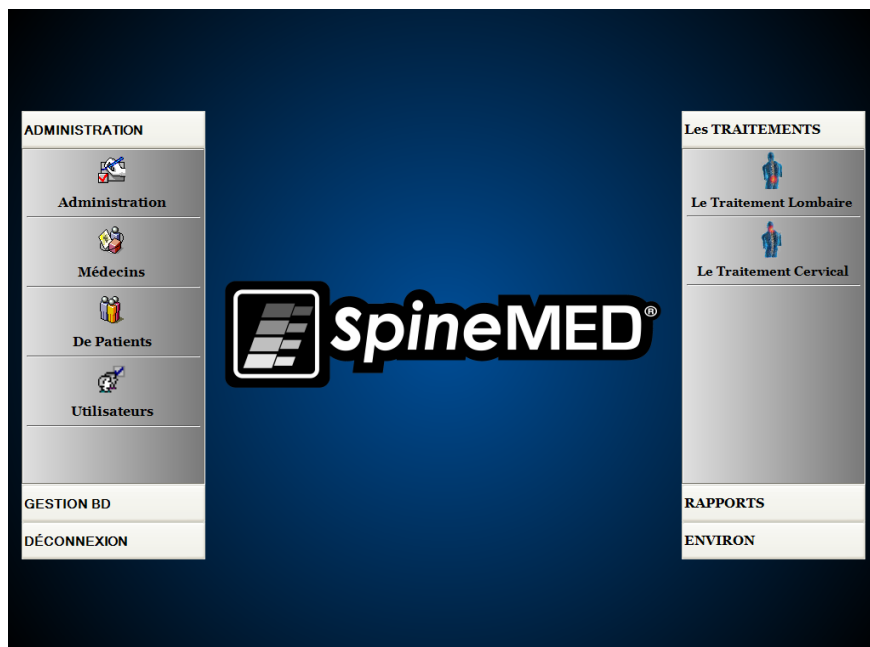 ADMINISTRATION
Administration
Médecins
De Patients
Utilisateurs
GESTION BD
DÉCONNEXION
SpineMED®
Les TRAITEMENTS
Le Traitement Lombaire
Le Traitement Cervical
RAPPORTS
ENVIRON